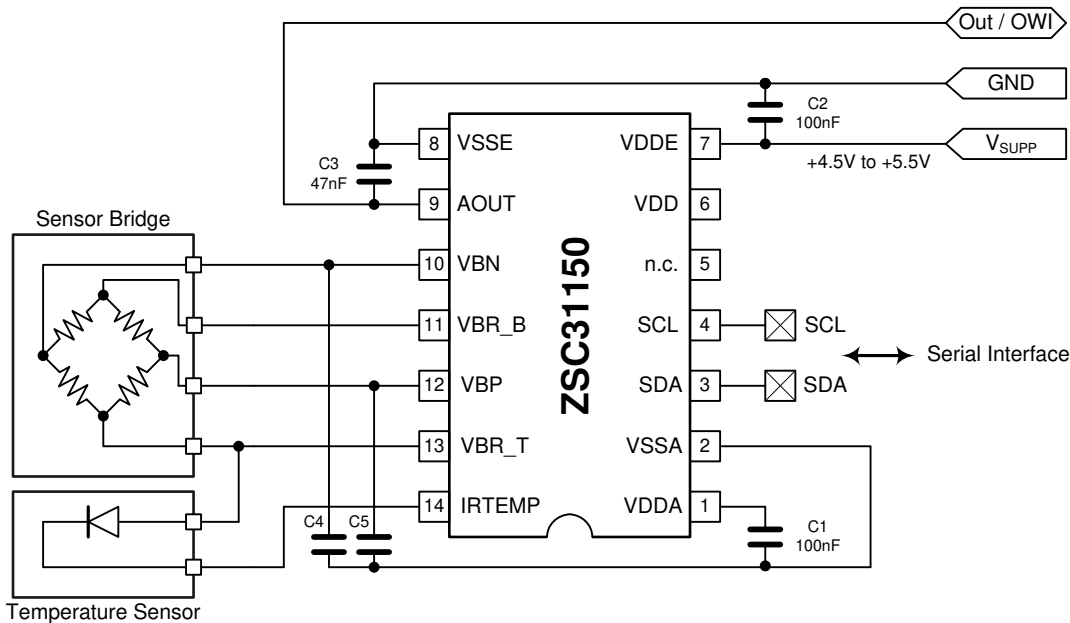 Out / OWI
GND
C2
100nF
V_SUPP
+4.5V to +5.5V
8 VSSE
VDDE 7
C3
47nF
9 AOUT
VDD 6
Sensor Bridge
10 VBN
n.c. 5
ZSC31150
11 VBR_B
SCL 4
SCL
Serial Interface
12 VBP
SDA 3
SDA
13 VBR_T
VSSA 2
14 IRTEMP
VDDA 1
C4
C5
C1
100nF
Temperature Sensor